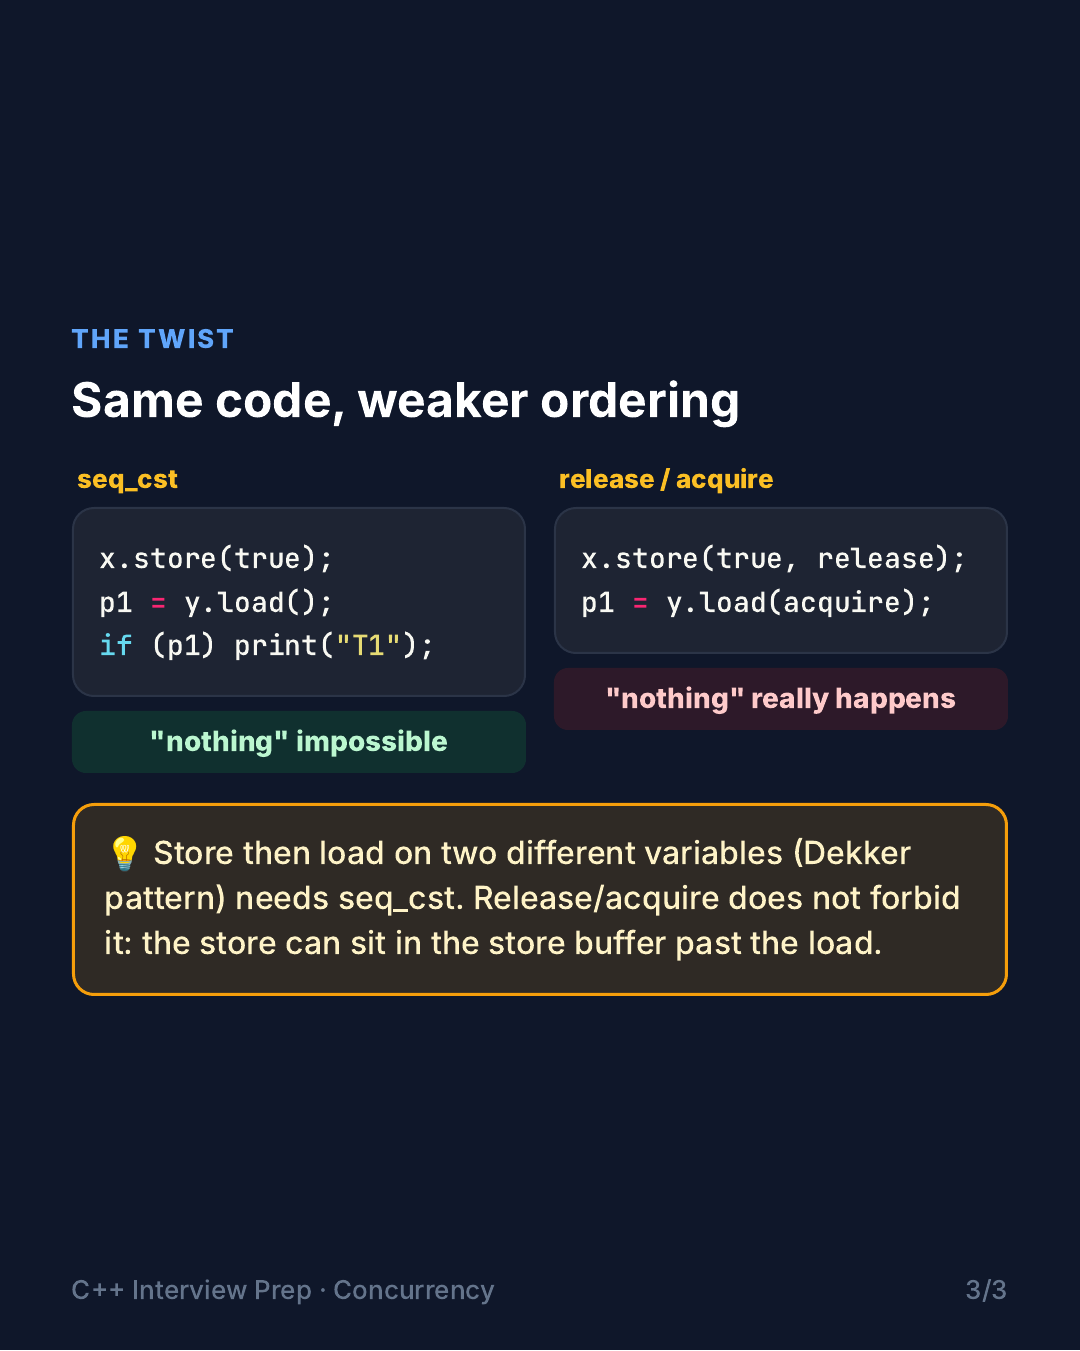 THE TWIST
Same code, weaker ordering
seq_cst
x.store(true);
p1 = y.load();
if (p1) print("T1");
"nothing" impossible
release / acquire
x.store(true, release);
p1 = y.load(acquire);
"nothing" really happens
💡 Store then load on two different variables (Dekker
pattern) needs seq_cst. Release/acquire does not forbid
it: the store can sit in the store buffer past the load.
C++ Interview Prep · Concurrency
3/3